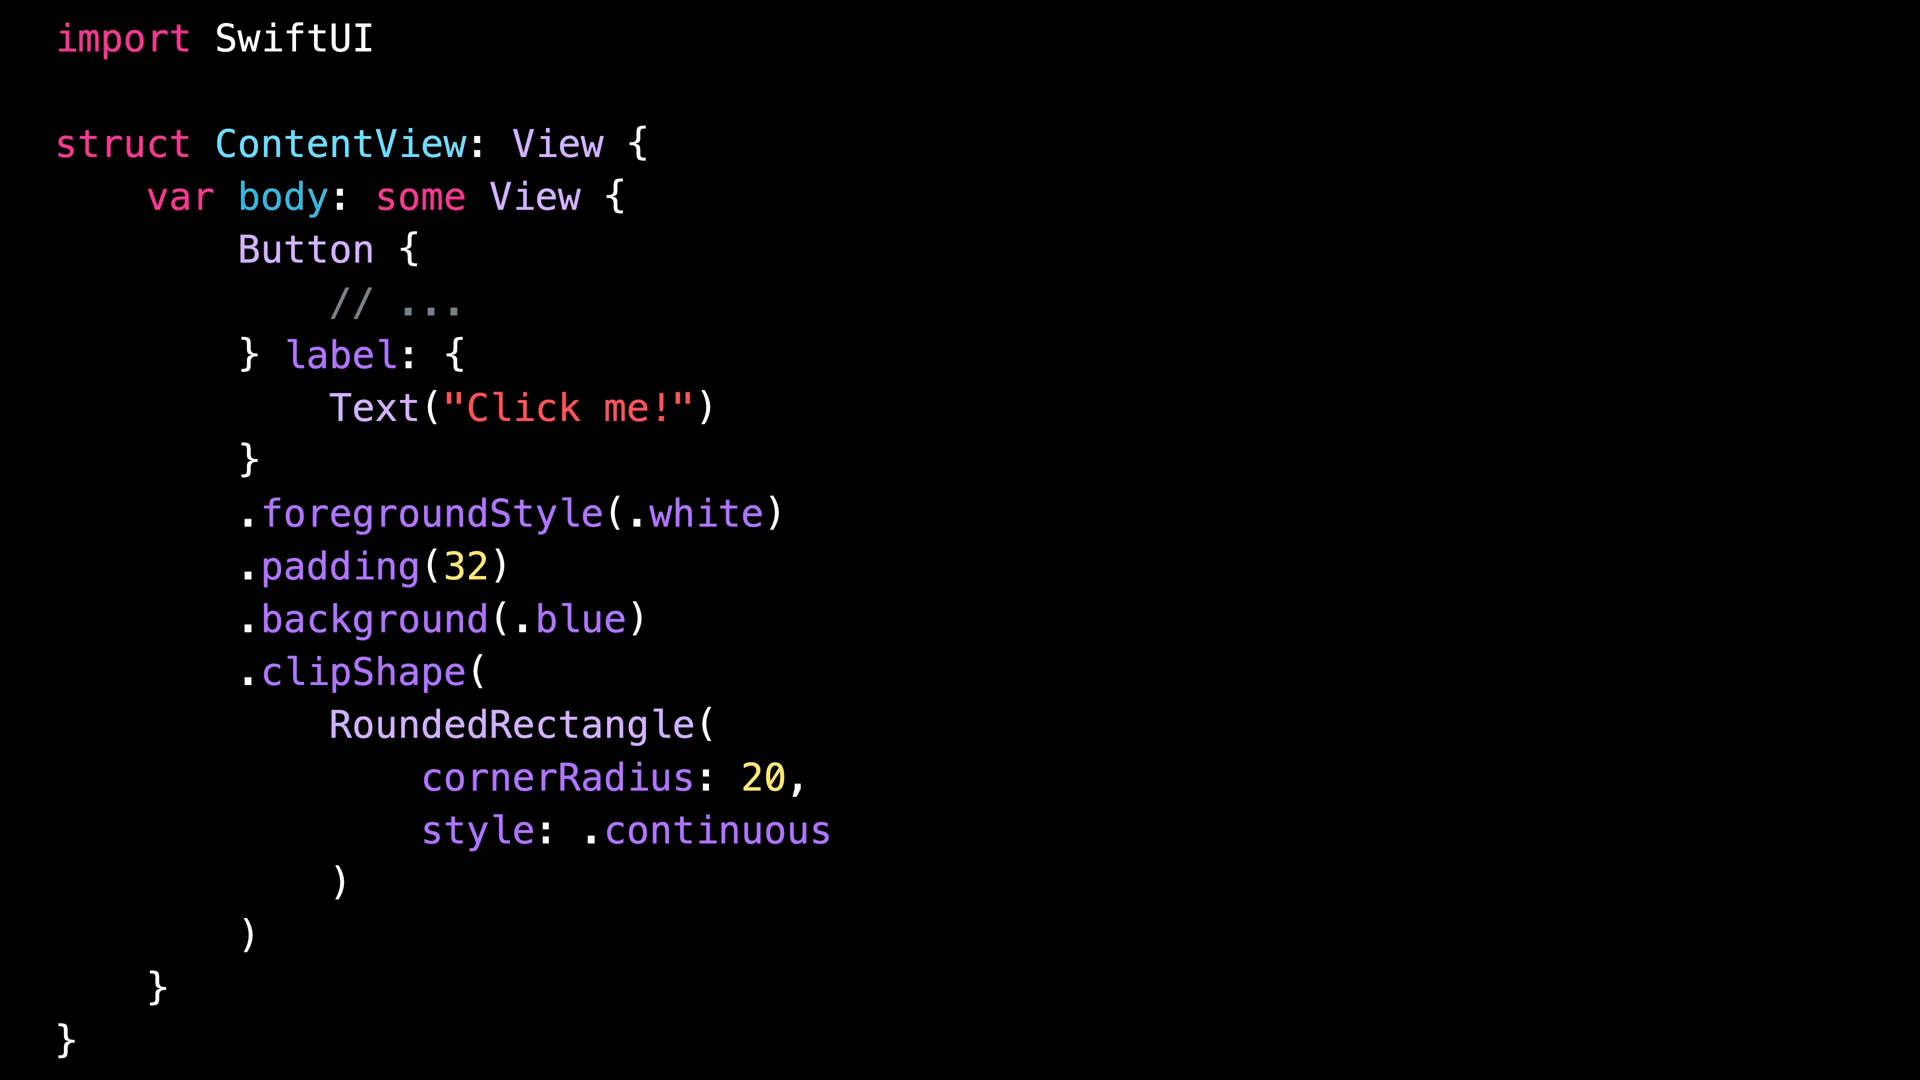 import SwiftUI

struct ContentView: View {
    var body: some View {
        Button {
            // ...
        } label: {
            Text("Click me!")
        }
        .foregroundStyle(.white)
        .padding(32)
        .background(.blue)
        .clipShape(
            RoundedRectangle(
                cornerRadius: 20,
                style: .continuous
            )
        )
    }
}